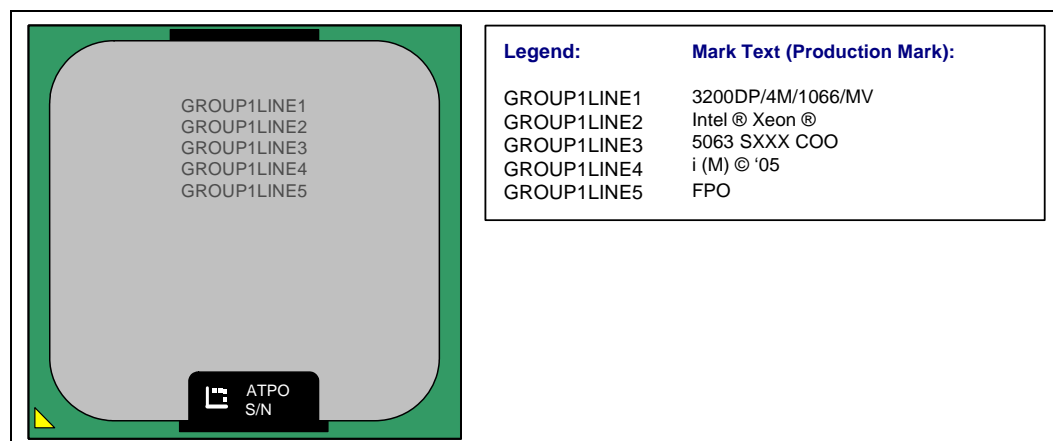 GROUP1LINE1
GROUP1LINE2
GROUP1LINE3
GROUP1LINE4
GROUP1LINE5
ATPO
S/N
Legend: Mark Text (Production Mark):
GROUP1LINE1 3200DP/4M/1066/MV
GROUP1LINE2 Intel ® Xeon ®
GROUP1LINE3 5063 SXXX COO
GROUP1LINE4 i (M) © ‘05
GROUP1LINE5 FPO